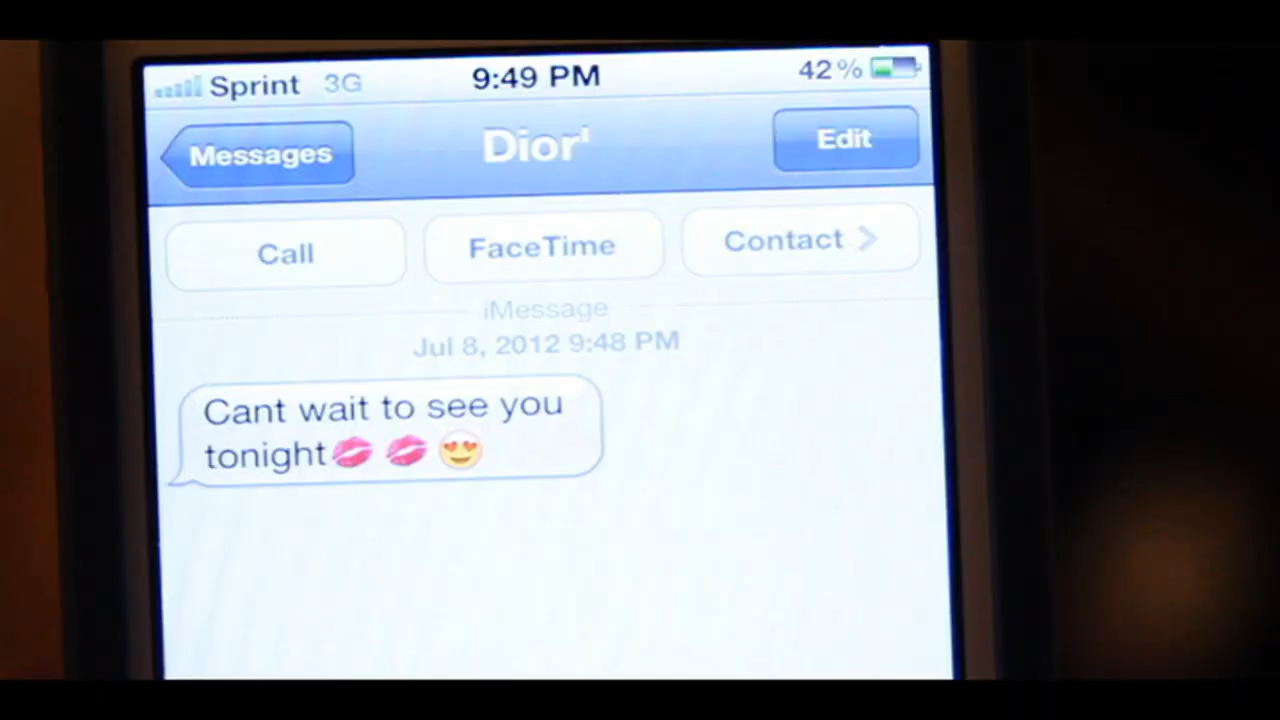 Sprint 3G 9:49 PM 42%
Messages Dior' Edit
Call FaceTime Contact
iMessage
Jul 8, 2012 9:48 PM
Cant wait to see you
tonight💋 💋 😍